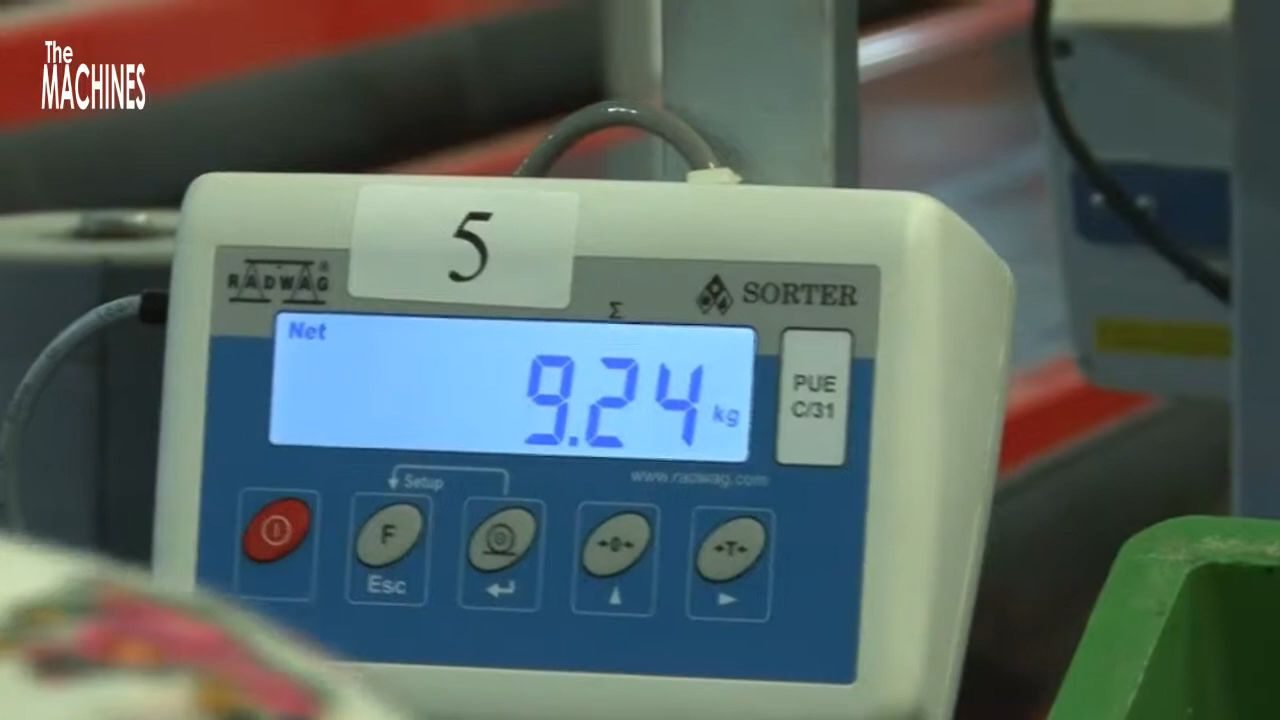 The
MACHINES
5
RADWAG®
SORTER
Σ
Net
9.24 kg
PUE
C/31
Setup
www.radwag.com
F
Esc
→0←
→T←